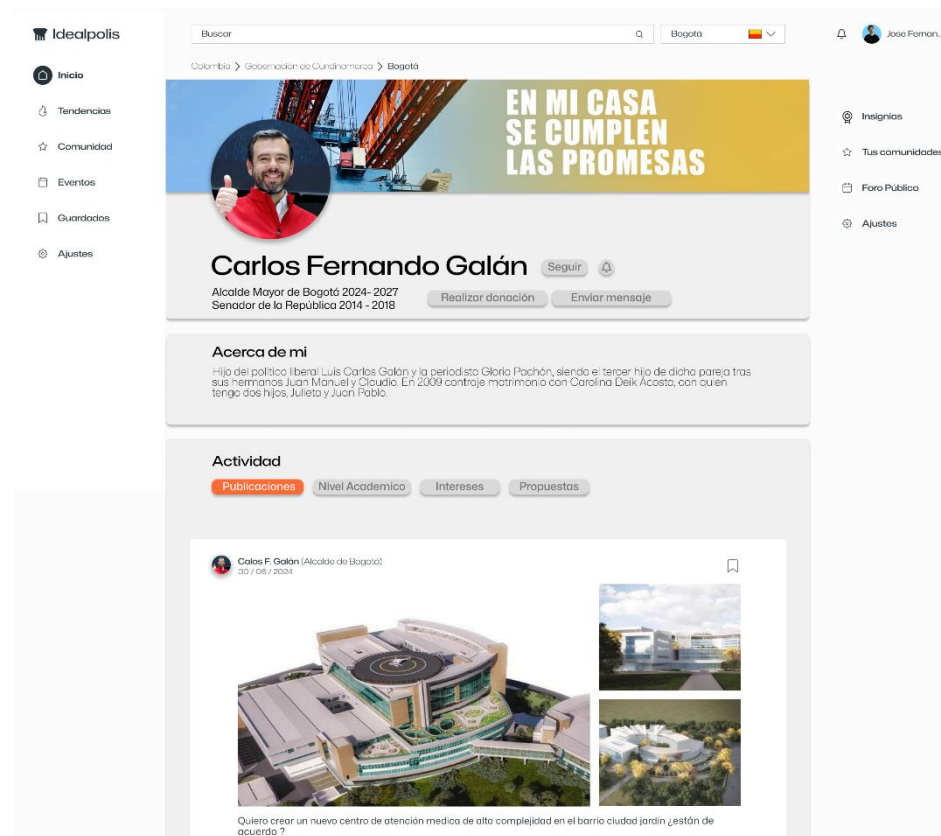 Idealpolis
Buscar
Bogotá
Jose Fernan..
Inicio
Tendencias
Comunidad
Eventos
Guardados
Ajustes
Colombia > Gobernación de Cundinamarca > Bogotá
EN MI CASA
SE CUMPLEN
LAS PROMESAS
Insignias
Tus comunidades
Foro Público
Ajustes
Carlos Fernando Galán
Seguir
Alcalde Mayor de Bogotá 2024- 2027
Senador de la República 2014 - 2018
Realizar donación
Enviar mensaje
Acerca de mi
Hijo del político liberal Luis Carlos Galán y la periodista Gloria Pachón, siendo el tercer hijo de dicha pareja tras
sus hermanos Juan Manuel y Claudio. En 2009 contraje matrimonio con Carolina Deik Acosta, con quien
tengo dos hijos, Julieta y Juan Pablo.
Actividad
Publicaciones
Nivel Academico
Intereses
Propuestas
Calos F. Galán (Alcalde de Bogotá)
30 / 06 / 2024
Quiero crear un nuevo centro de atención medica de alta complejidad en el barrio ciudad jardín ¿están de
acuerdo ?